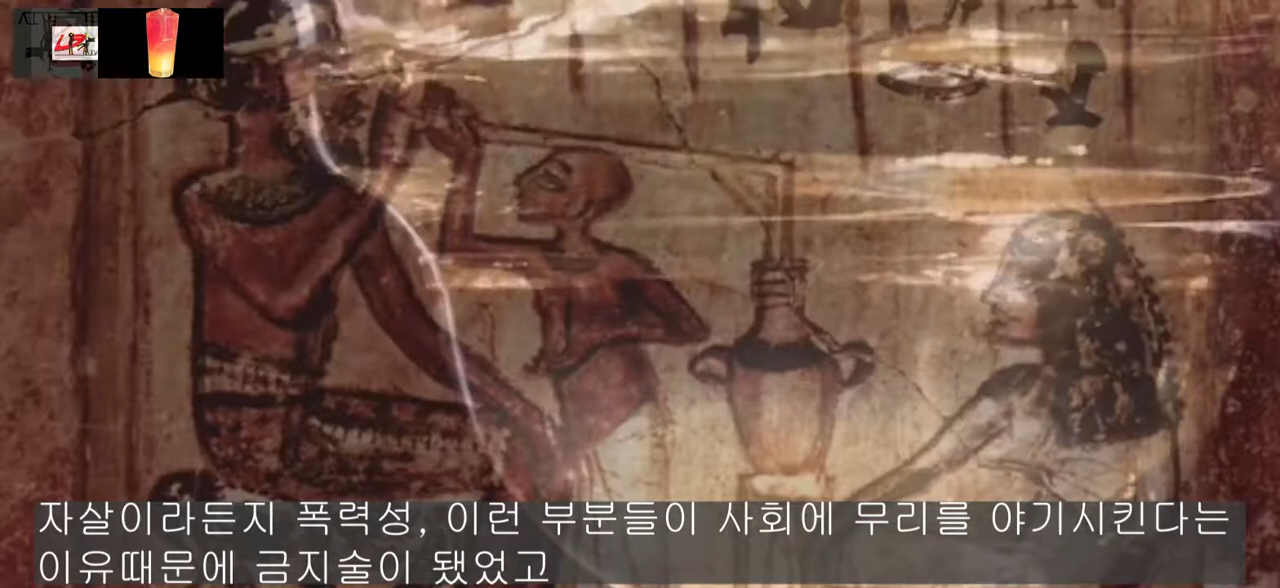 자살이라든지 폭력성, 이런 부분들이 사회에 무리를 야기시킨다는
이유때문에 금지술이 됐었고